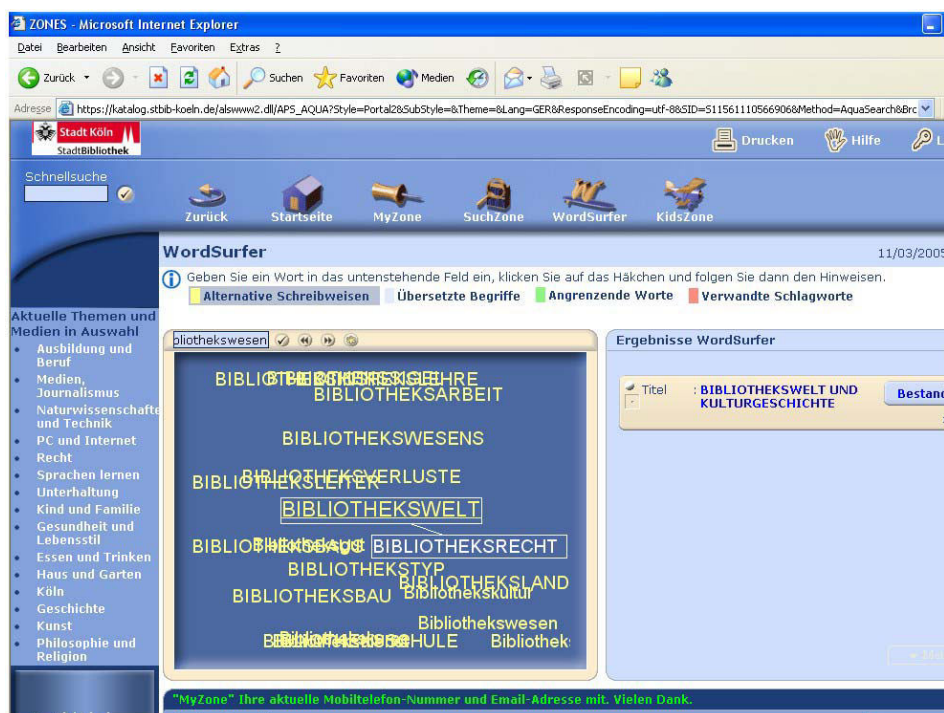 ZONES - Microsoft Internet Explorer
Datei Bearbeiten Ansicht Favoriten Extras ?
Zurück Suchen Favoriten Medien
Adresse https://katalog.stbib-koeln.de/alswww2.dll/APS_AQUA?Style=Portal2&SubStyle=&Theme=&Lang=GER&ResponseEncoding=utf-8&SID=S11561110566906&Method=AquaSearch&Brc
Stadt Köln
StadtBibliothek
Drucken Hilfe L
Schnellsuche
Zurück Startseite MyZone SuchZone WordSurfer KidsZone
WordSurfer 11/03/2005
Geben Sie ein Wort in das untenstehende Feld ein, klicken Sie auf das Häkchen und folgen Sie dann den Hinweisen.
Alternative Schreibweisen Übersetzte Begriffe Angrenzende Worte Verwandte Schlagworte
Aktuelle Themen und
Medien in Auswahl
Ausbildung und
Beruf
Medien,
Journalismus
Naturwissenschafte
und Technik
PC und Internet
Recht
Sprachen lernen
Unterhaltung
Kind und Familie
Gesundheit und
Lebensstil
Essen und Trinken
Haus und Garten
Köln
Geschichte
Kunst
Philosophie und
Religion
bliothekswesen
BIBLIOTHEKSARBEIT
BIBLIOTHEKSWESENS
BIBLIOTHEKSVERLUSTE
BIBLIOTHEKSLEITER
BIBLIOTHEKSWELT
BIBLIOTHEKSRECHT
BIBLIOTHEKSTYP
BIBLIOTHEKSLAND
BIBLIOTHEKSBAU Bibliothekskultur
Bibliothekswesen
Bibliothek
Ergebnisse WordSurfer
Titel : BIBLIOTHEKSWELT UND
KULTURGESCHICHTE
Bestand
"MyZone" Ihre aktuelle Mobiltelefon-Nummer und Email-Adresse mit. Vielen Dank.